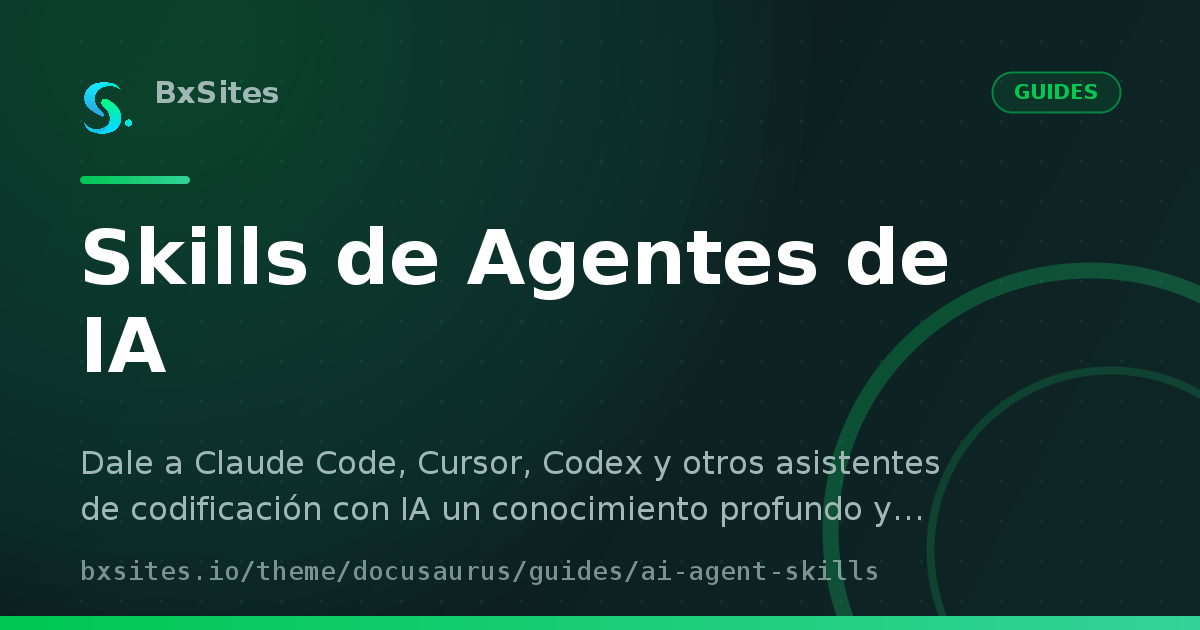 BxSites
GUIDES
Skills de Agentes de
IA
Dale a Claude Code, Cursor, Codex y otros asistentes
de codificación con IA un conocimiento profundo y…
bxsites.io/theme/docusaurus/guides/ai-agent-skills